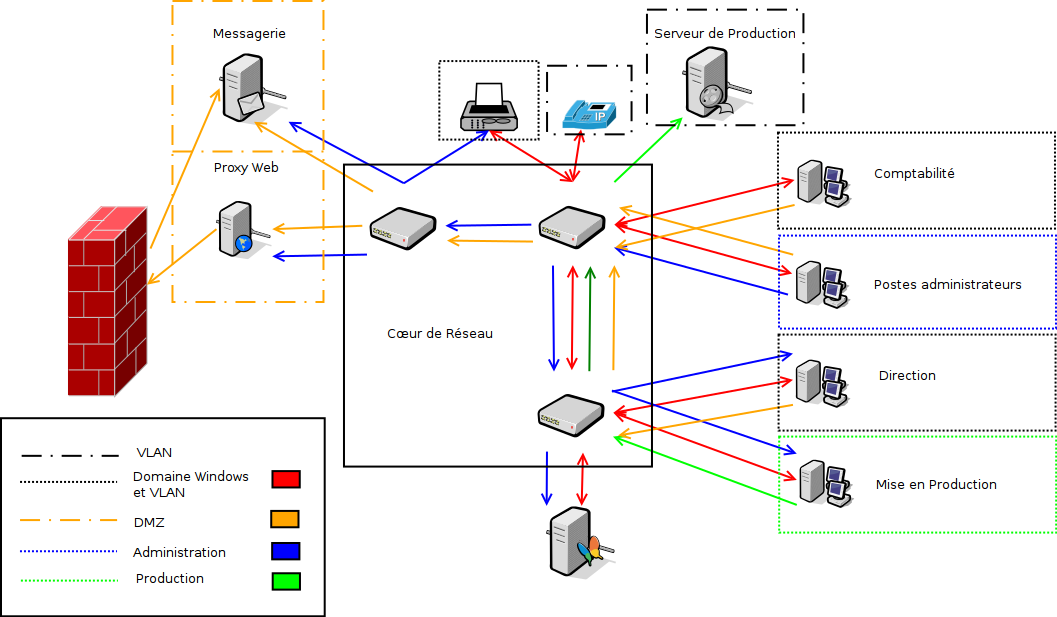 Messagerie
Serveur de Production
IP
Proxy Web
Comptabilité
Postes administrateurs
Cœur de Réseau
Direction
Mise en Production
VLAN
Domaine Windows
et VLAN
DMZ
Administration
Production